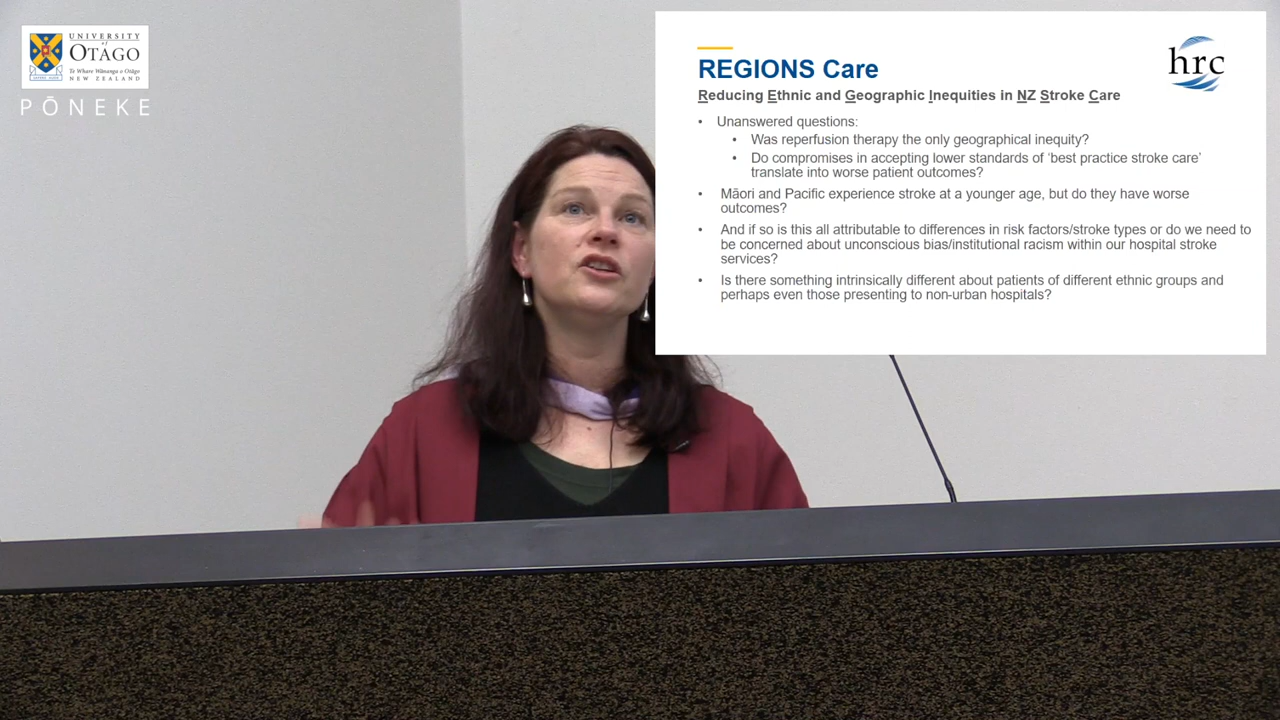 UNIVERSITY
of
OTAGO
Te Whare Wānanga o Otāgo
NEW ZEALAND
PŌNEKE
REGIONS Care
hrc
Reducing Ethnic and Geographic Inequities in NZ Stroke Care
• Unanswered questions:
• Was reperfusion therapy the only geographical inequity?
• Do compromises in accepting lower standards of ‘best practice stroke care’
translate into worse patient outcomes?
• Māori and Pacific experience stroke at a younger age, but do they have worse
outcomes?
• And if so is this all attributable to differences in risk factors/stroke types or do we need to
be concerned about unconscious bias/institutional racism within our hospital stroke
services?
• Is there something intrinsically different about patients of different ethnic groups and
perhaps even those presenting to non-urban hospitals?